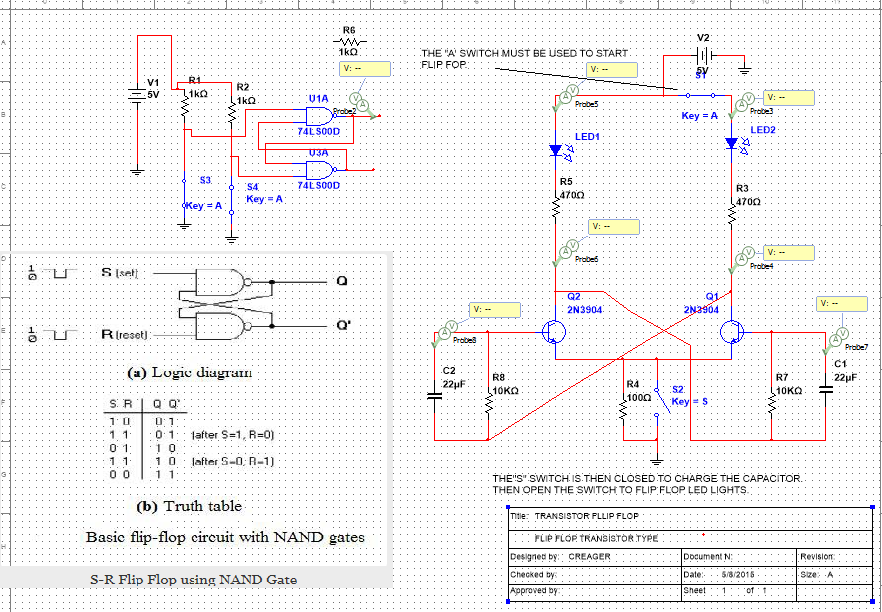 R6
1kΩ
V: --
V1
5V
R1
1kΩ
R2
1kΩ
U1A
74LS00D
Probe2
U3A
74LS00D
S3
Key = A
S4
Key = A
THE "A' SWITCH MUST BE USED TO START
FLIP FOP.
V2
5V
S1
Key = A
V: --
Probe5
V: --
Probe3
LED1
LED2
R5
470Ω
R3
470Ω
V: --
Probe6
V: --
Probe4
Q2
2N3904
Q1
2N3904
V: --
Probe8
V: --
Probe7
C2
22µF
R8
10KΩ
R4
100Ω
S2
Key = S
R7
10KΩ
C1
22µF
THE"S" SWITCH IS THEN CLOSED TO CHARGE THE CAPACITOR.
THEN OPEN THE SWITCH TO FLIP FLOP LED LIGHTS.
1
0
S (set)
Q
1
0
R (reset)
Q'
(a) Logic diagram
S R Q Q'
1 0 0 1
1 1 0 1 (after S=1, R=0)
0 1 1 0
1 1 1 0 (after S=0, R=1)
0 0 1 1
(b) Truth table
Basic flip-flop circuit with NAND gates
S-R Flip Flop using NAND Gate
Title: TRANSISTOR FLLIP FLOP
FLIP FLOP TRANSISTOR TYPE
Designed by: CREAGER Document N: Revision:
Checked by: Date: 5/8/2015 Size: A
Approved by: Sheet 1 of 1